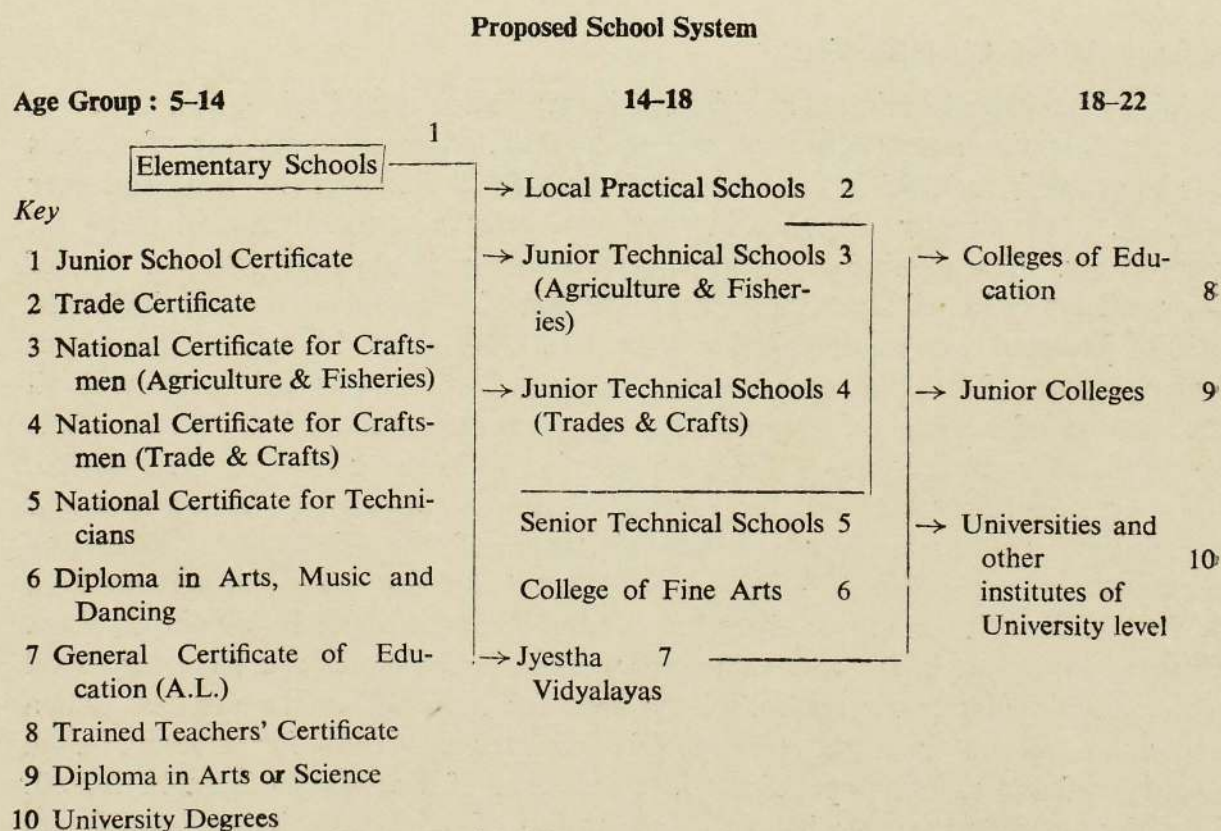 Proposed School System
Age Group : 5–14
14–18
18–22
1
Elementary Schools
Key
1 Junior School Certificate
2 Trade Certificate
3 National Certificate for Crafts-
men (Agriculture & Fisheries)
4 National Certificate for Crafts-
men (Trade & Crafts)
5 National Certificate for Techni-
cians
6 Diploma in Arts, Music and
Dancing
7 General Certificate of Edu-
cation (A.L.)
8 Trained Teachers' Certificate
9 Diploma in Arts or Science
10 University Degrees
→ Local Practical Schools 2
→ Junior Technical Schools 3
(Agriculture & Fisher-
ies)
→ Junior Technical Schools 4
(Trades & Crafts)
Senior Technical Schools 5
College of Fine Arts 6
→ Jyestha 7
Vidyalayas
→ Colleges of Edu-
cation 8
→ Junior Colleges 9
→ Universities and
other 10
institutes of
University level